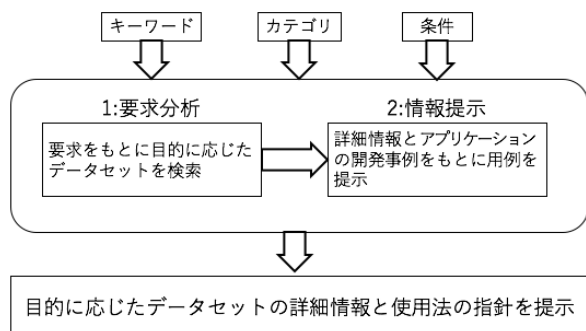 キーワード
カテゴリ
条件
1:要求分析
要求をもとに目的に応じた
データセットを検索
2:情報提示
詳細情報とアプリケーション
の開発事例をもとに用例を
提示
目的に応じたデータセットの詳細情報と使用法の指針を提示